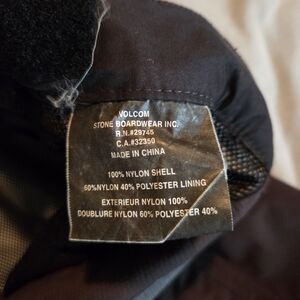 VOLCOM
STONE BOARDWEAR INC.
R.N.#29745
C.A.#32350
MADE IN CHINA
100% NYLON SHELL
60%NYLON 40% POLYESTER LINING
EXTERIEUR NYLON 100%
DOUBLURE NYLON 60% POLYESTER 40%